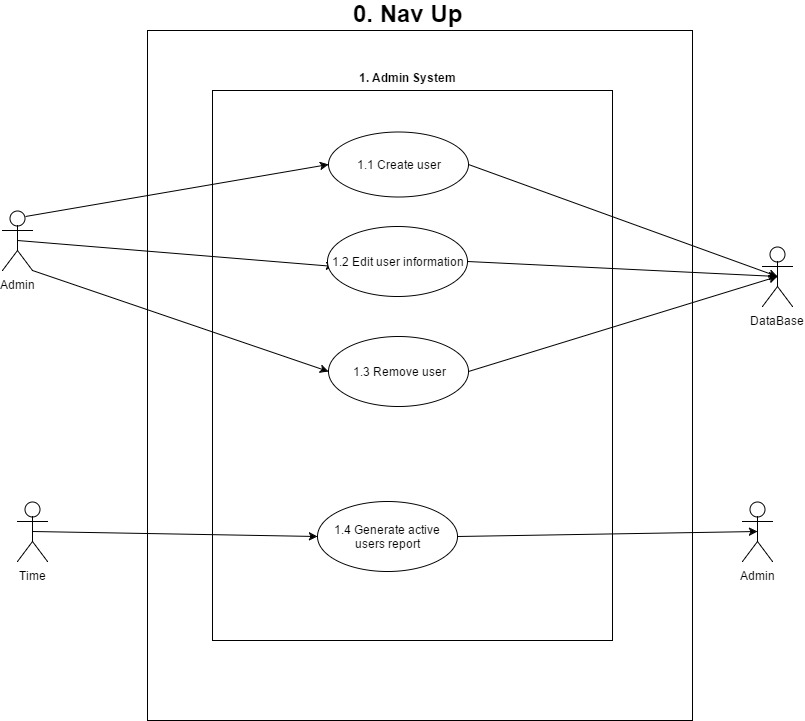 0. Nav Up
1. Admin System
1.1 Create user
1.2 Edit user information
Admin
DataBase
1.3 Remove user
1.4 Generate active
users report
Time
Admin